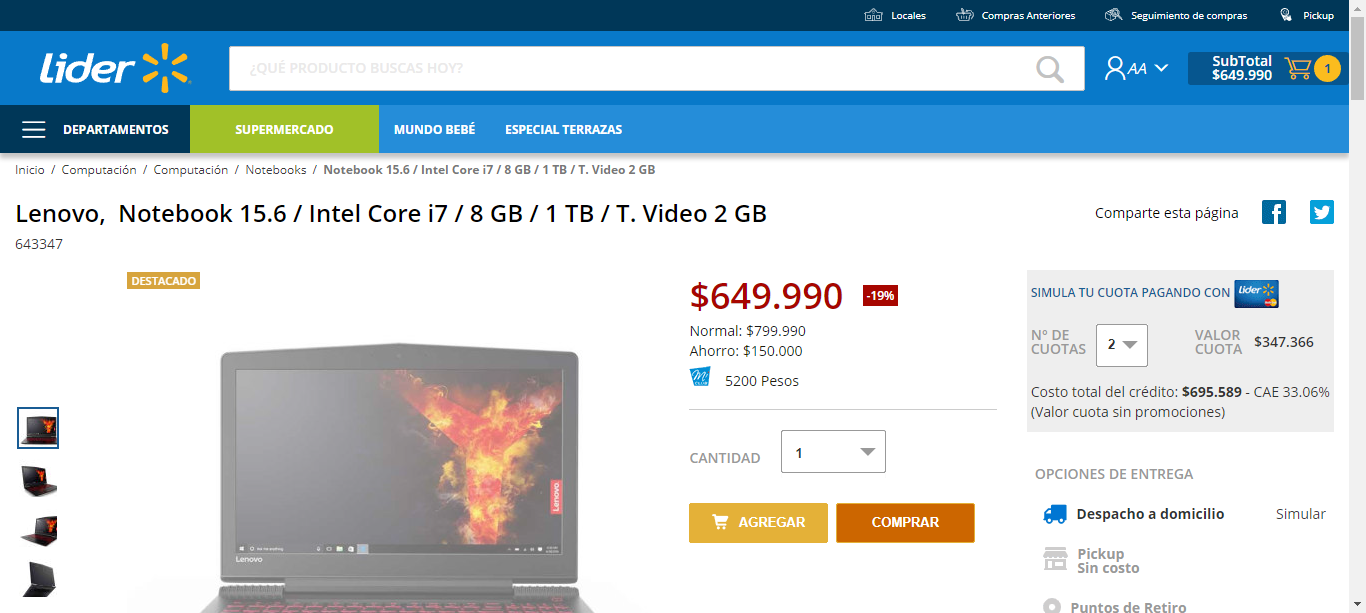 Locales
Compras Anteriores
Seguimiento de compras
Pickup
Lider
¿QUÉ PRODUCTO BUSCAS HOY?
AA
SubTotal
$649.990
1
DEPARTAMENTOS
SUPERMERCADO
MUNDO BEBÉ
ESPECIAL TERRAZAS
Inicio / Computación / Computación / Notebooks / Notebook 15.6 / Intel Core i7 / 8 GB / 1 TB / T. Video 2 GB
Lenovo, Notebook 15.6 / Intel Core i7 / 8 GB / 1 TB / T. Video 2 GB
Comparte esta página
643347
DESTACADO
Lenovo
Lenovo
$649.990
-19%
Normal: $799.990
Ahorro: $150.000
Mi CLUB
5200 Pesos
CANTIDAD
1
AGREGAR
COMPRAR
SIMULA TU CUOTA PAGANDO CON
Lider
N° DE
CUOTAS
2
VALOR
CUOTA
$347.366
Costo total del crédito: $695.589 - CAE 33.06%
(Valor cuota sin promociones)
OPCIONES DE ENTREGA
Despacho a domicilio
Simular
Pickup
Sin costo
Puntos de Retiro